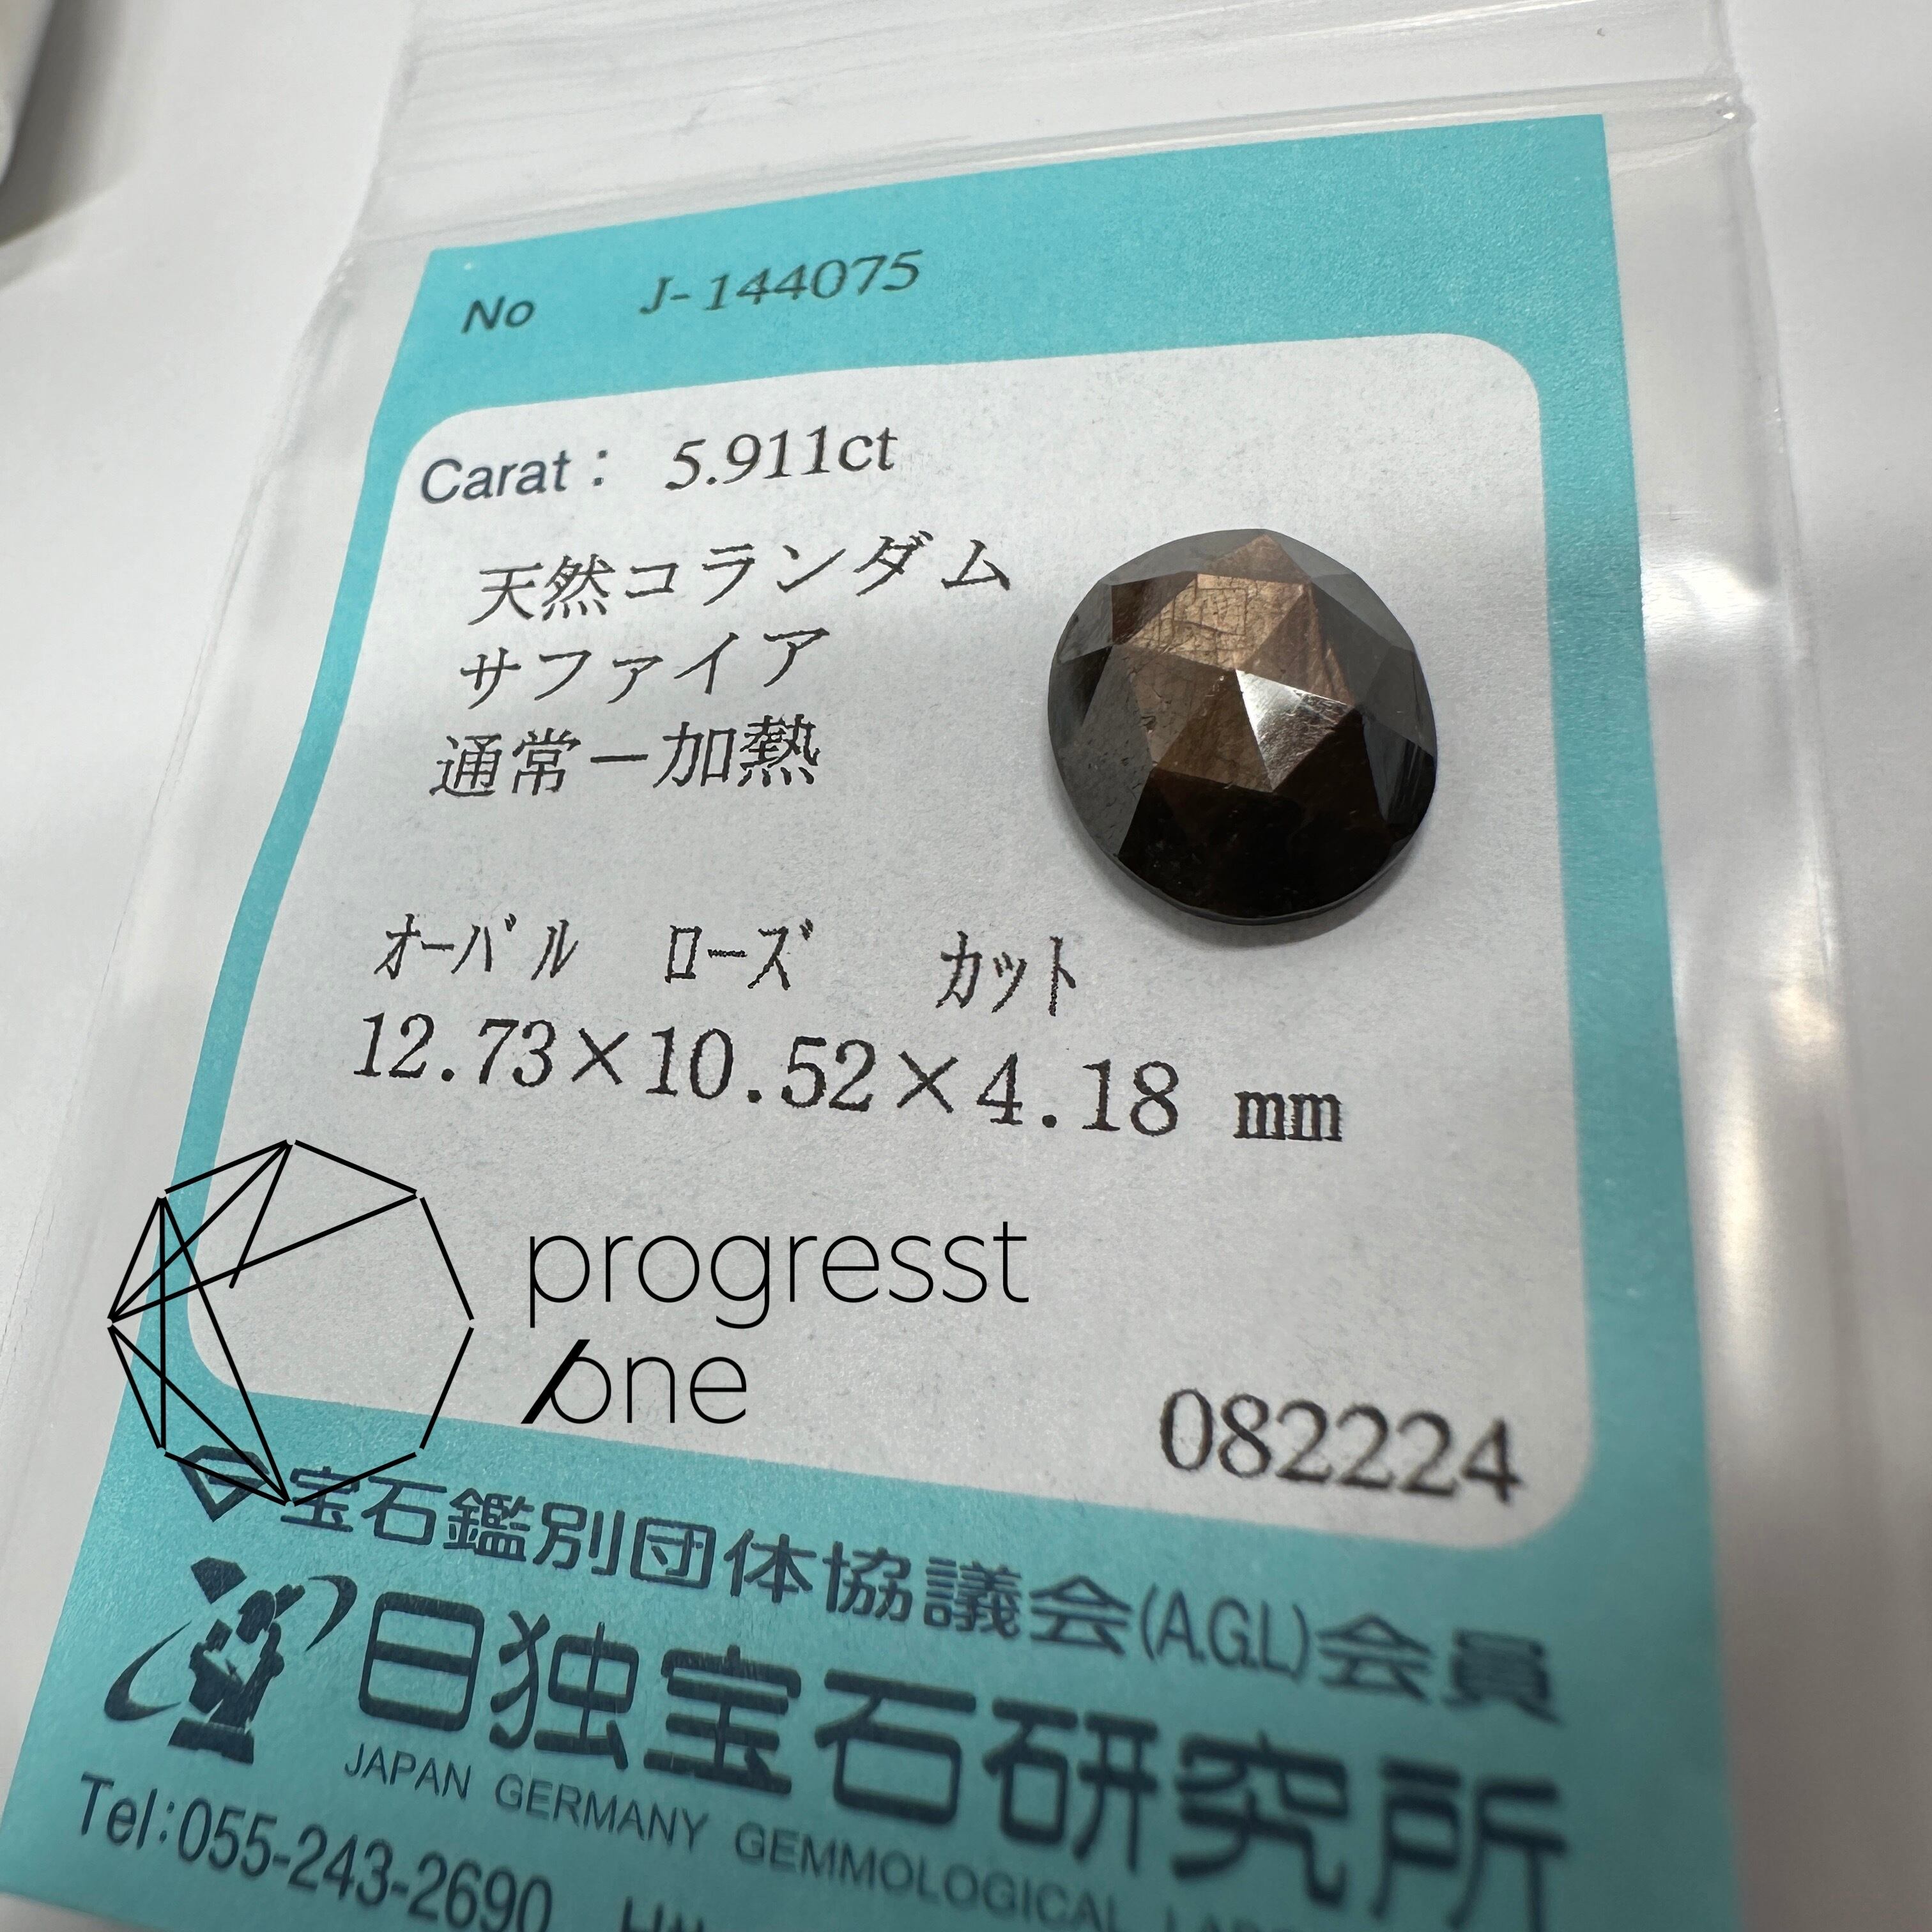 No J-144075
Carat : 5.911ct
天然コランダム
サファイア
通常－加熱
ｵｰﾊﾞﾙ ﾛｰｽﾞ ｶｯﾄ
12.73×10.52×4.18 mm
progresst
one
082224
宝石鑑別団体協議会(A.G.L)会員
日独宝石研究所
JAPAN GERMANY GEMMOLOGICAL
Tel:055-243-2690